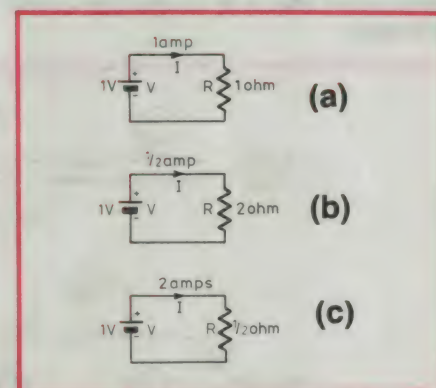 1amp
I
+
1V V R 1ohm (a)
-
1/2amp
I
+
1V V R 2ohm (b)
-
2amps
I
+
1V V R 1/2ohm (c)
-